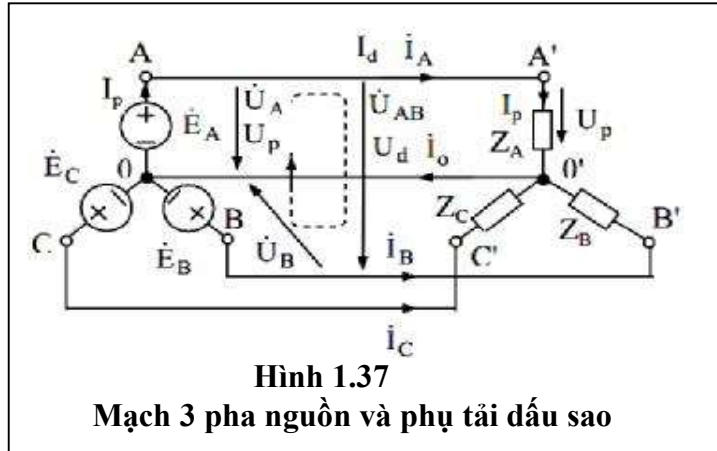 A I_d İ_A A'
I_p U̇_A U̇_AB I_p
Ė_A U_p U_d İ_o Z_A U_p
Ė_C 0 0'
Z_C Z_B B'
C B U̇_B C'
Ė_B İ_B
İ_C
Hình 1.37
Mạch 3 pha nguồn và phụ tải dấu sao